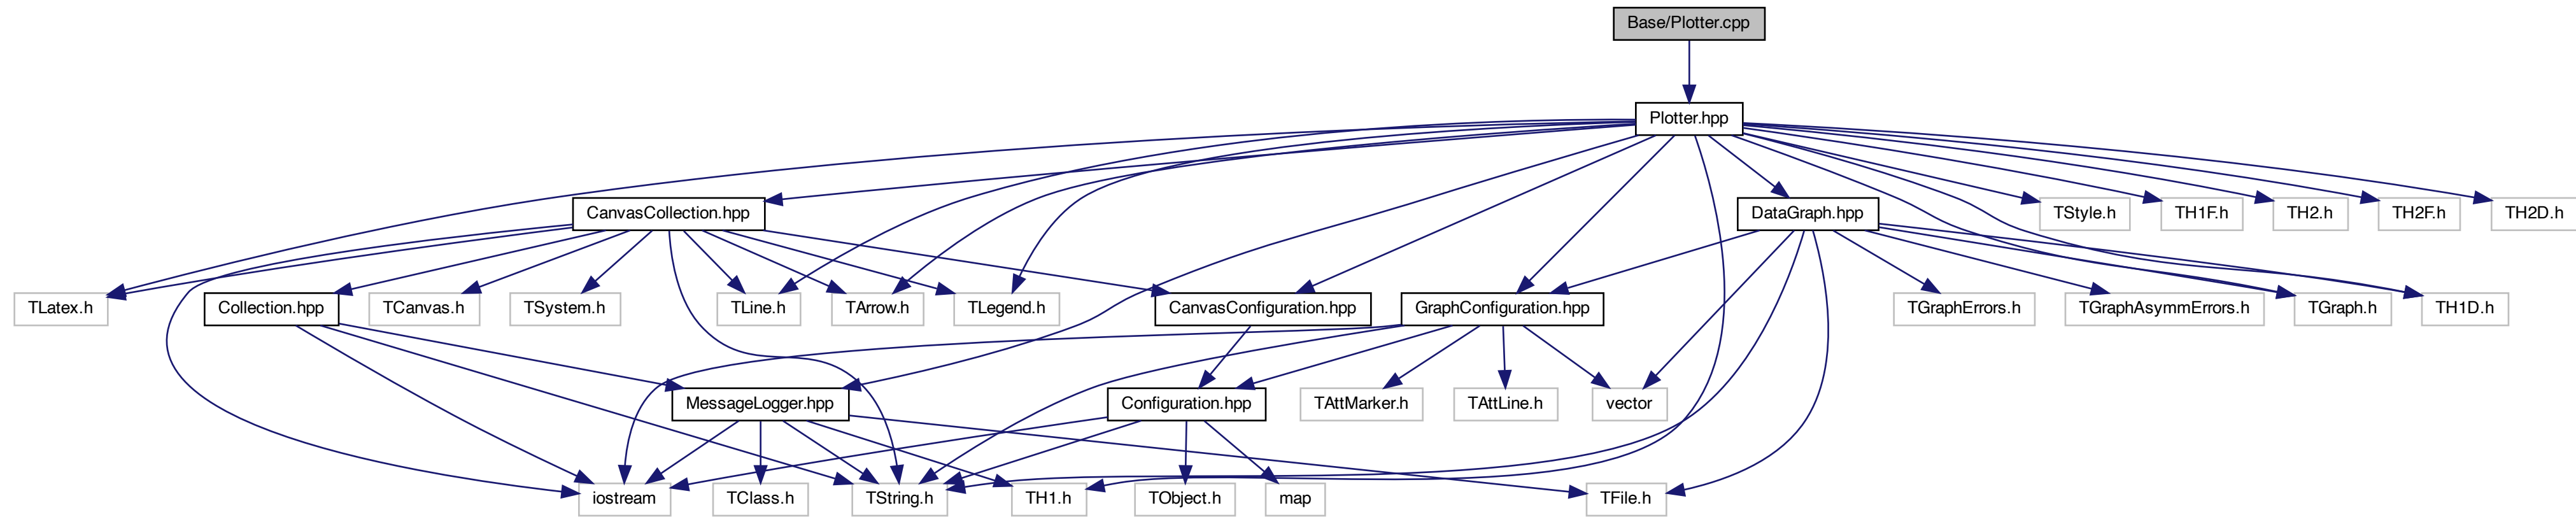 Base/Plotter.cpp
Plotter.hpp
CanvasCollection.hpp
DataGraph.hpp
TStyle.h
TH1F.h
TH2.h
TH2F.h
TH2D.h
TLatex.h
Collection.hpp
TCanvas.h
TSystem.h
TLine.h
TArrow.h
TLegend.h
CanvasConfiguration.hpp
GraphConfiguration.hpp
TGraphErrors.h
TGraphAsymmErrors.h
TGraph.h
TH1D.h
MessageLogger.hpp
Configuration.hpp
TAttMarker.h
TAttLine.h
vector
iostream
TClass.h
TString.h
TH1.h
TObject.h
map
TFile.h